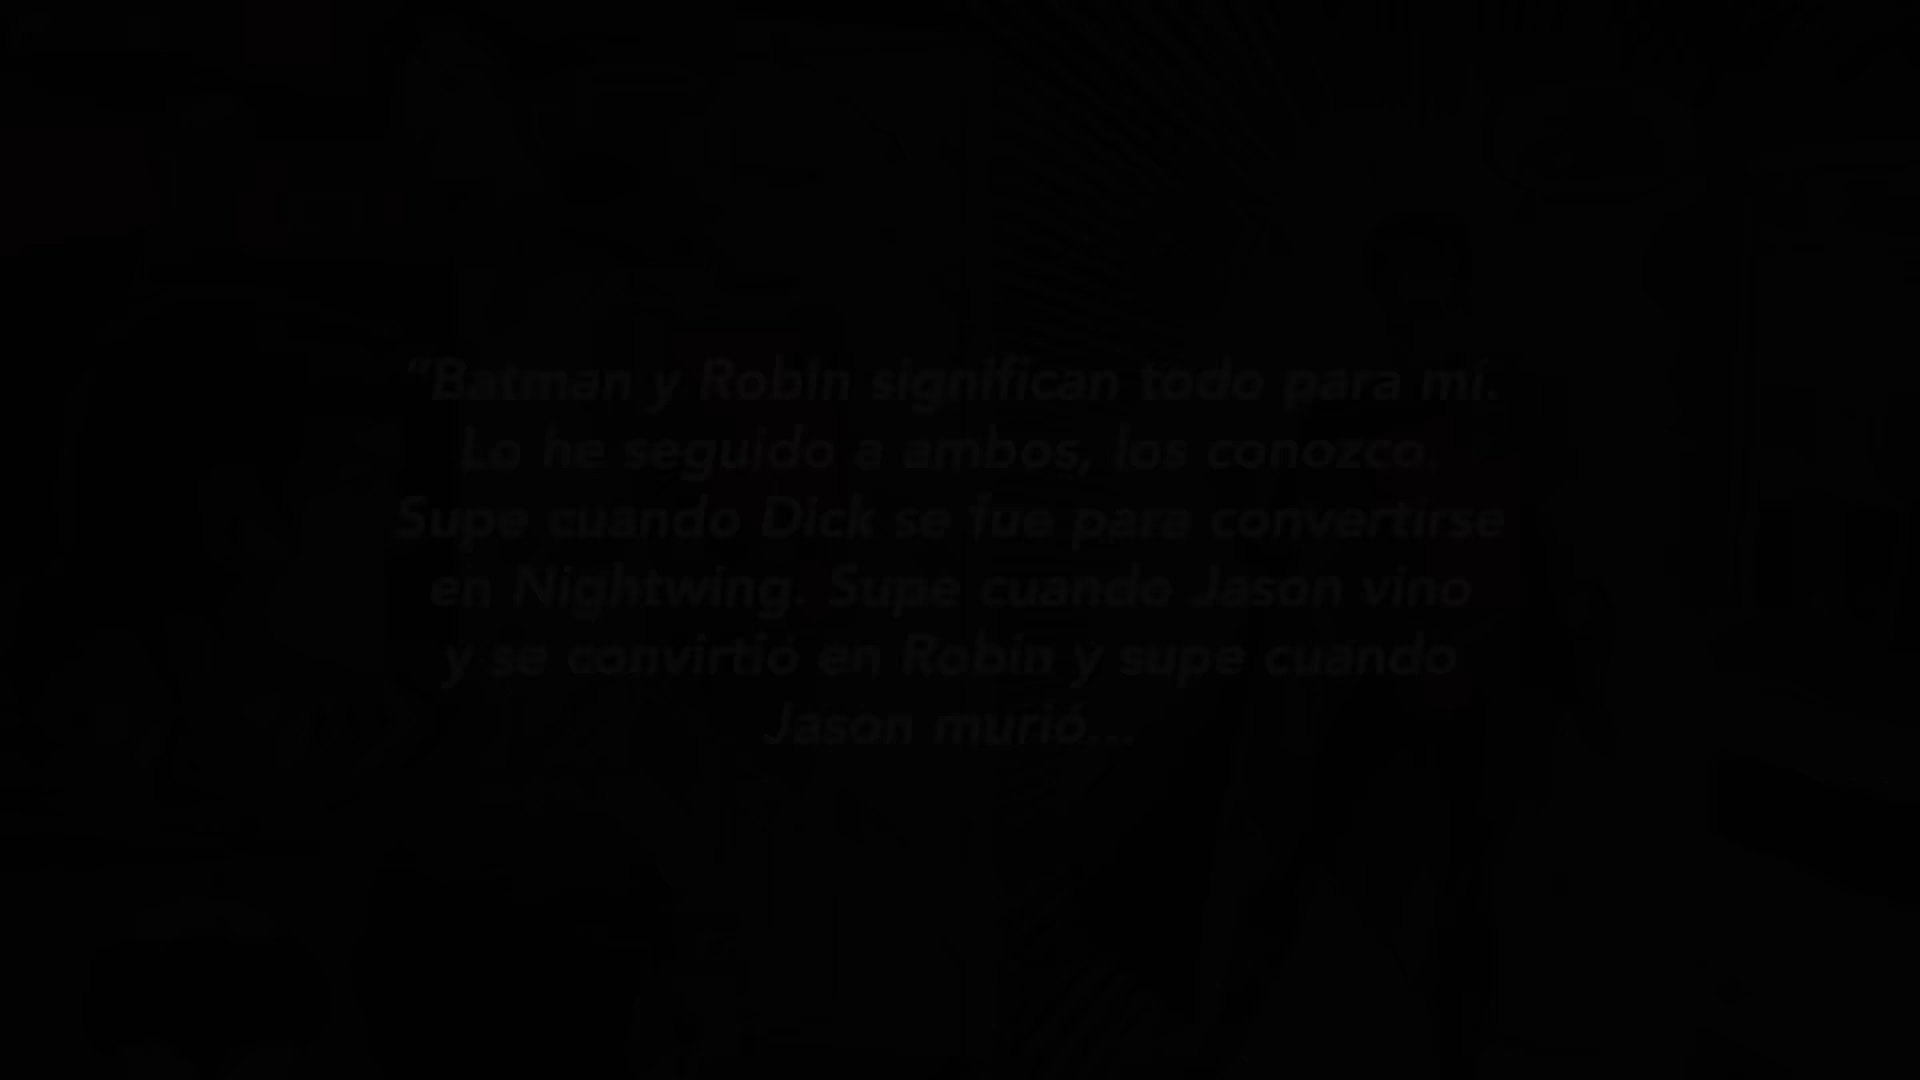 "Batman y Robin significan todo para mí.
Lo he seguido a ambos, los conozco.
Supe cuando Dick se fue para convertirse
en Nightwing. Supe cuando Jason vino
y se convirtió en Robin y supe cuando
Jason murió...